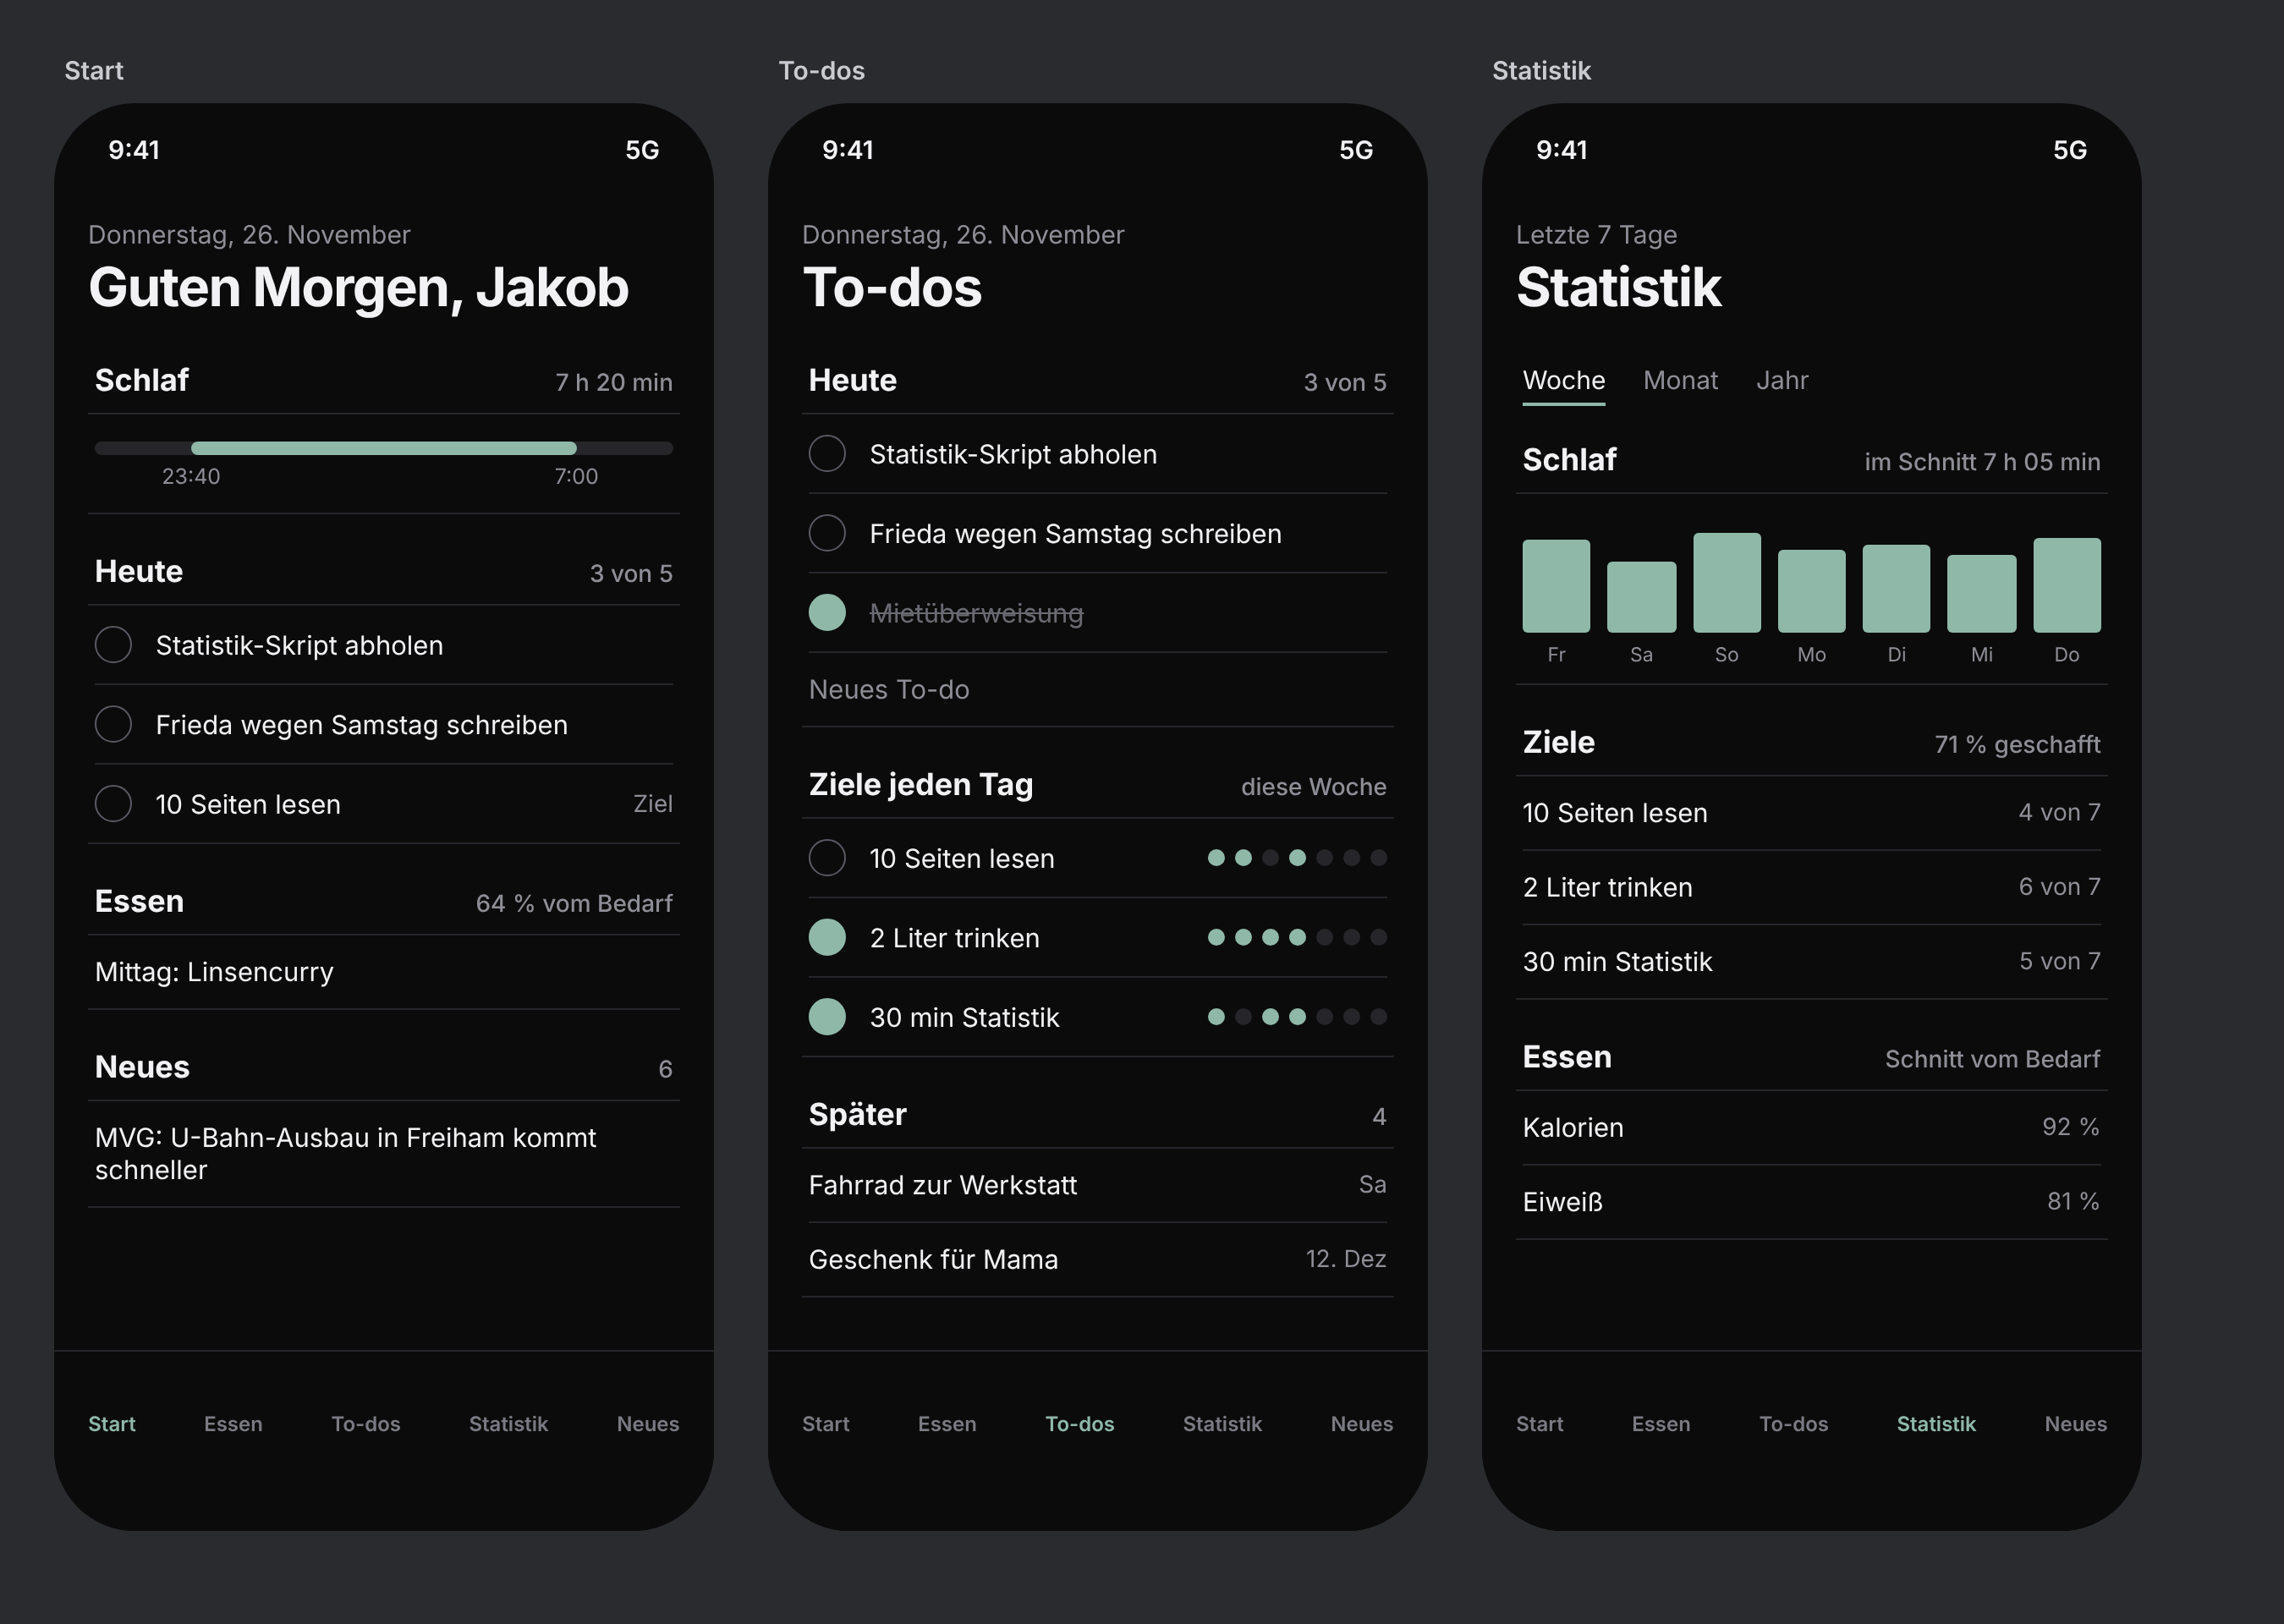 Start
9:41 5G
Donnerstag, 26. November
Guten Morgen, Jakob
Schlaf 7 h 20 min
23:40 7:00
Heute 3 von 5
Statistik-Skript abholen
Frieda wegen Samstag schreiben
10 Seiten lesen Ziel
Essen 64 % vom Bedarf
Mittag: Linsencurry
Neues 6
MVG: U-Bahn-Ausbau in Freiham kommt
schneller
Start Essen To-dos Statistik Neues
To-dos
9:41 5G
Donnerstag, 26. November
To-dos
Heute 3 von 5
Statistik-Skript abholen
Frieda wegen Samstag schreiben
Mietüberweisung
Neues To-do
Ziele jeden Tag diese Woche
10 Seiten lesen
2 Liter trinken
30 min Statistik
Später 4
Fahrrad zur Werkstatt Sa
Geschenk für Mama 12. Dez
Start Essen To-dos Statistik Neues
Statistik
9:41 5G
Letzte 7 Tage
Statistik
Woche Monat Jahr
Schlaf im Schnitt 7 h 05 min
Fr Sa So Mo Di Mi Do
Ziele 71 % geschafft
10 Seiten lesen 4 von 7
2 Liter trinken 6 von 7
30 min Statistik 5 von 7
Essen Schnitt vom Bedarf
Kalorien 92 %
Eiweiß 81 %
Start Essen To-dos Statistik Neues